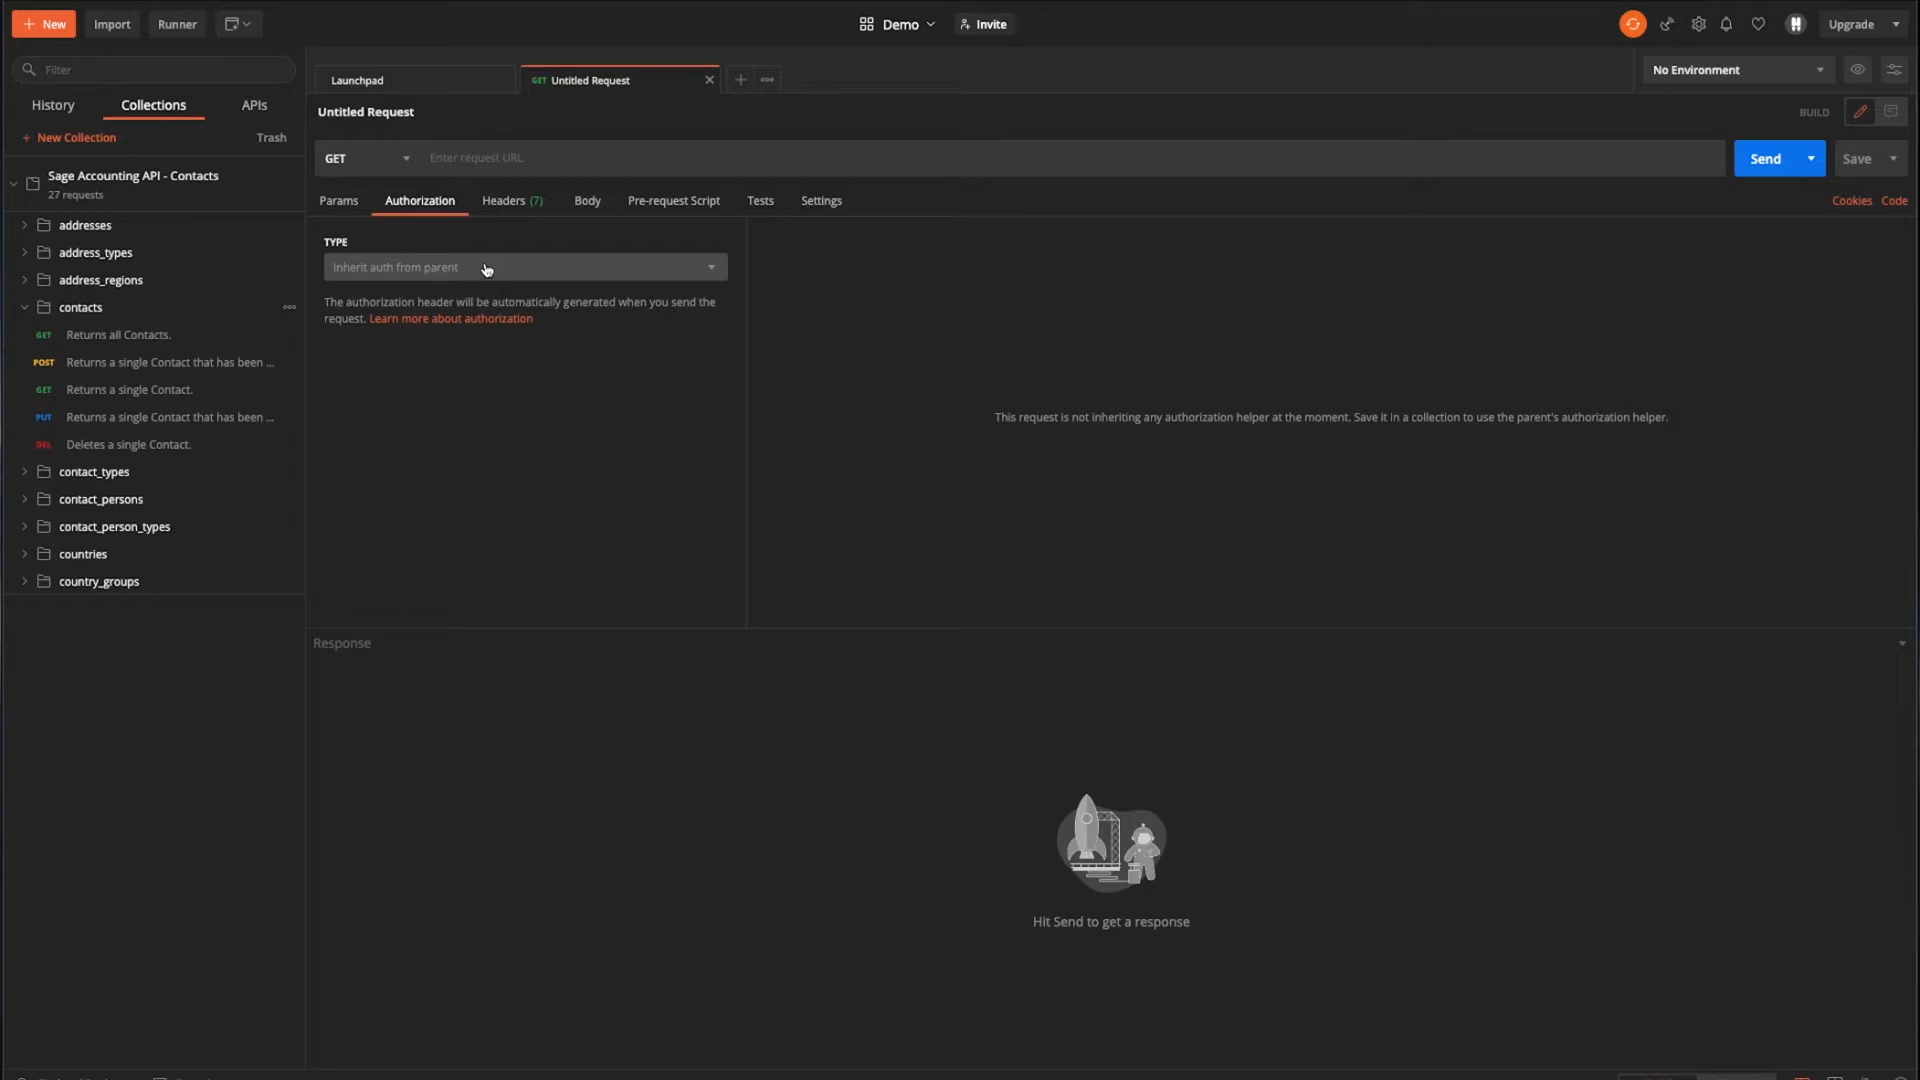 New
Import
Runner
Demo
Invite
Upgrade
Filter
History
Collections
APIs
+ New Collection
Trash
Sage Accounting API - Contacts
27 requests
addresses
address_types
address_regions
contacts
GET Returns all Contacts.
POST Returns a single Contact that has been ...
GET Returns a single Contact.
PUT Returns a single Contact that has been ...
DEL Deletes a single Contact.
contact_types
contact_persons
contact_person_types
countries
country_groups
Launchpad
GET Untitled Request
No Environment
Untitled Request
BUILD
GET
Enter request URL
Send
Save
Params
Authorization
Headers (7)
Body
Pre-request Script
Tests
Settings
Cookies
Code
TYPE
Inherit auth from parent
The authorization header will be automatically generated when you send the
request. Learn more about authorization
This request is not inheriting any authorization helper at the moment. Save it in a collection to use the parent's authorization helper.
Response
Hit Send to get a response